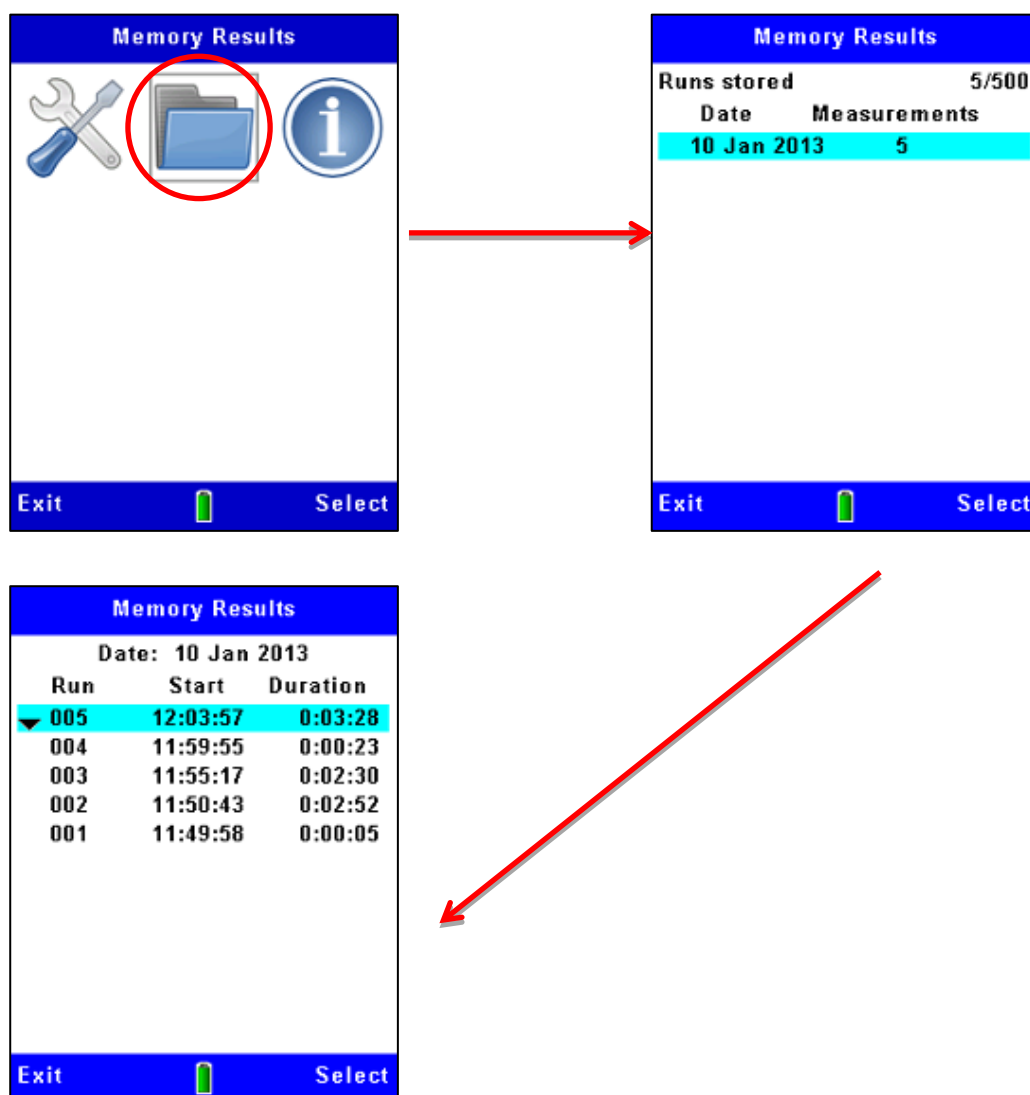 Memory Results
Exit Select
Memory Results
Runs stored 5/500
Date Measurements
10 Jan 2013 5
Exit Select
Memory Results
Date: 10 Jan 2013
Run Start Duration
005 12:03:57 0:03:28
004 11:59:55 0:00:23
003 11:55:17 0:02:30
002 11:50:43 0:02:52
001 11:49:58 0:00:05
Exit Select